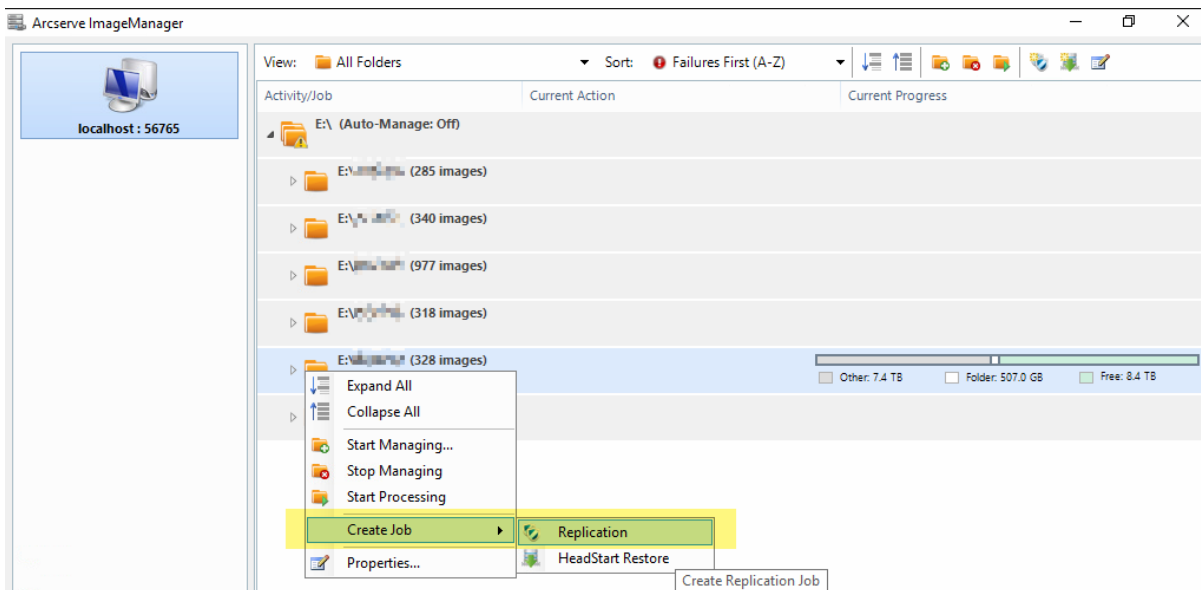 Arcserve ImageManager
View: All Folders Sort: Failures First (A-Z)
Activity/Job Current Action Current Progress
localhost : 56765
E:\ (Auto-Manage: Off)
E:\ (285 images)
E:\ (340 images)
E:\ (977 images)
E:\ (318 images)
E:\ (328 images)
Other: 7.4 TB Folder: 507.0 GB Free: 8.4 TB
Expand All
Collapse All
Start Managing...
Stop Managing
Start Processing
Create Job
Replication
Properties...
HeadStart Restore
Create Replication Job